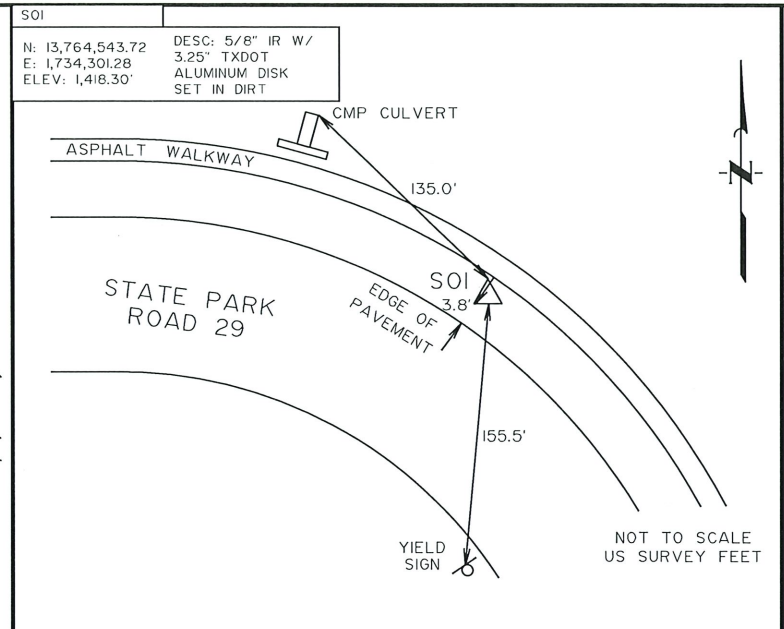 SO1
N: 13,764,543.72
E: 1,734,301.28
ELEV: 1,418.30'
DESC: 5/8" IR W/
3.25" TXDOT
ALUMINUM DISK
SET IN DIRT
CMP CULVERT
ASPHALT WALKWAY
135.0'
N
SO1
3.8'
STATE PARK
ROAD 29
EDGE OF
PAVEMENT
155.5'
YIELD
SIGN
NOT TO SCALE
US SURVEY FEET